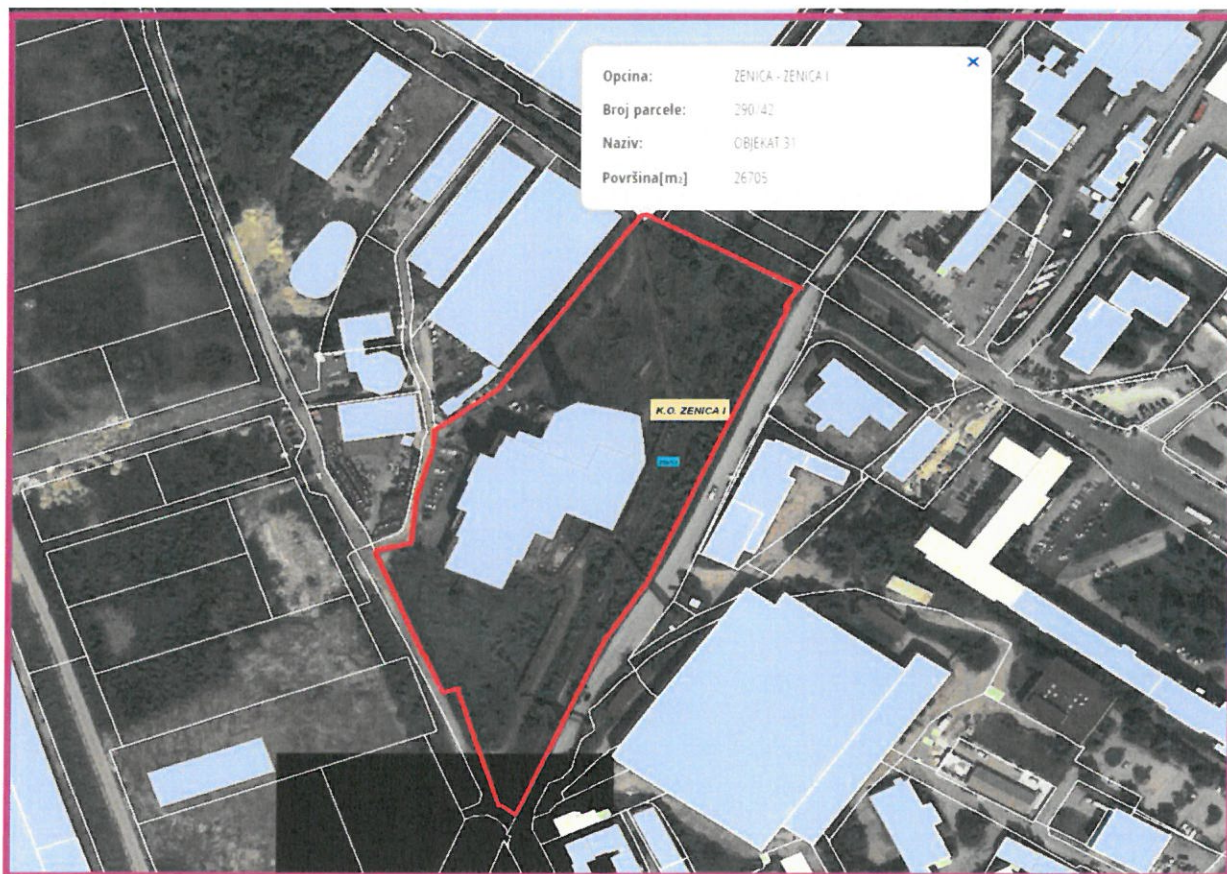 Opcina: ZENICA - ZENICA I
Broj parcele: 290/42
Naziv: OBJEKAT 31
Površina[m2] 26705
K.O. ZENICA I